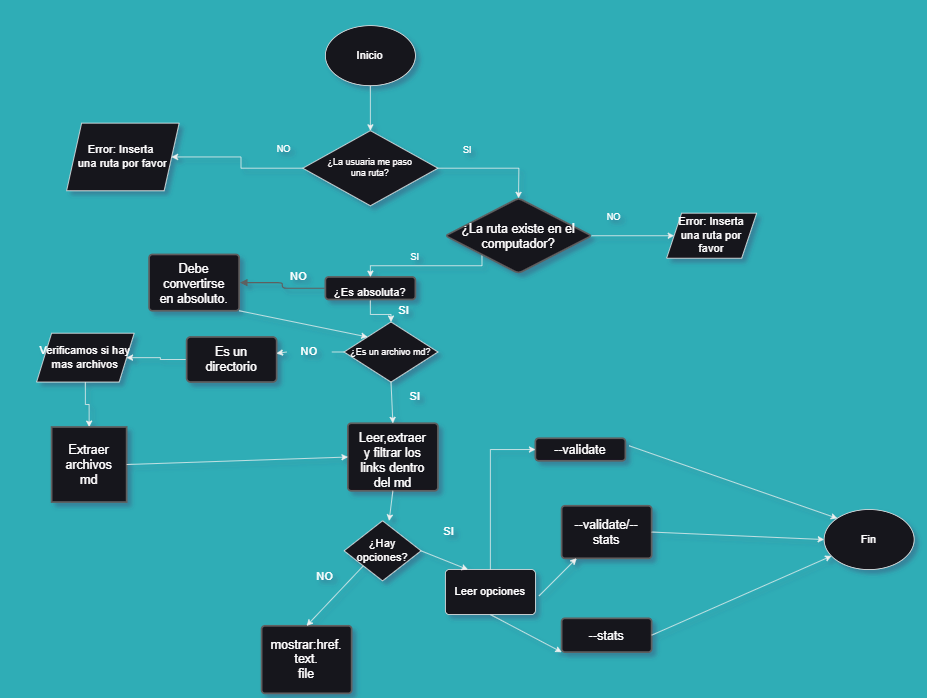 Inicio
NO
SI
Error: Inserta
una ruta por favor
¿La usuaria me paso
una ruta?
¿La ruta existe en el
computador?
NO
Error: Inserta
una ruta por
favor
SI
Debe
convertirse
en absoluto.
NO
¿Es absoluta?
SI
Verificamos si hay
mas archivos
Es un
directorio
NO
¿Es un archivo md?
SI
Extraer
archivos
md
Leer,extraer
y filtrar los
links dentro
del md
--validate
--validate/--
stats
Fin
¿Hay
opciones?
SI
NO
Leer opciones
--stats
mostrar:href.
text.
file